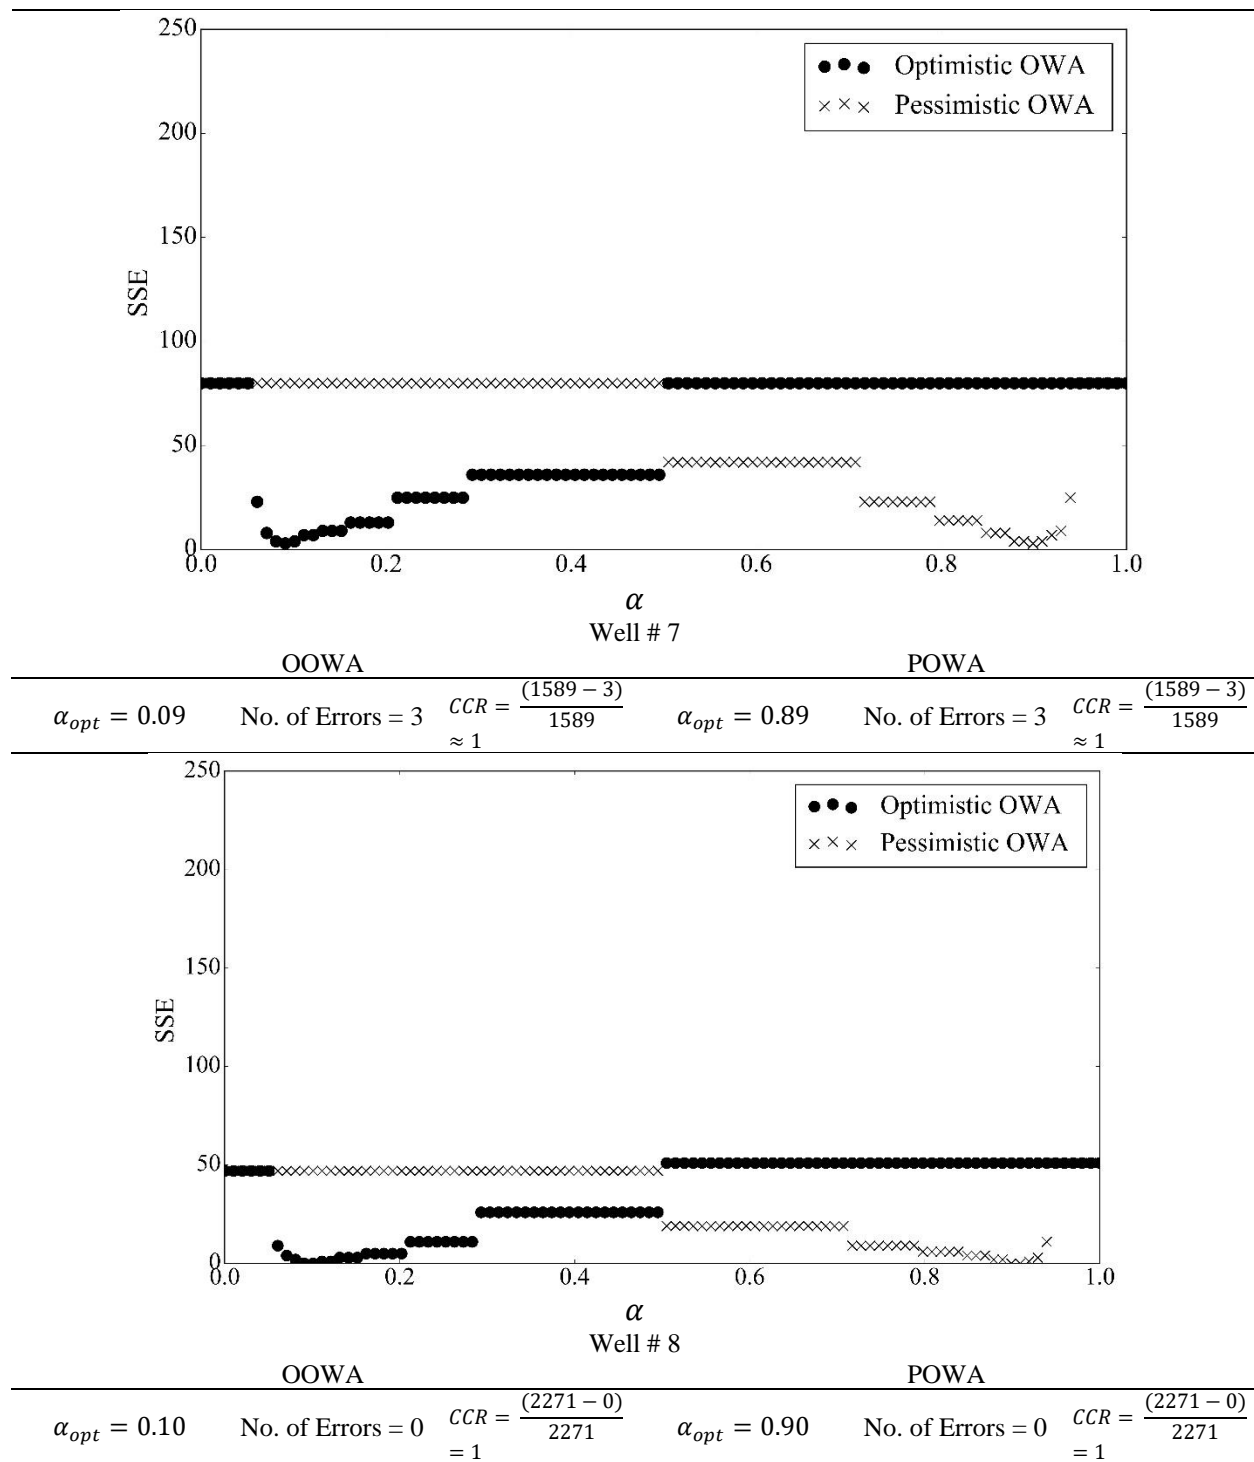 250
200
150
100
50
0
SSE
Optimistic OWA
Pessimistic OWA
0.0 0.2 0.4 0.6 0.8 1.0
α
Well # 7
OOWA POWA
α_opt = 0.09 No. of Errors = 3 CCR = (1589 − 3)/1589 ≈ 1 α_opt = 0.89 No. of Errors = 3 CCR = (1589 − 3)/1589 ≈ 1
250
200
150
100
50
0
SSE
Optimistic OWA
Pessimistic OWA
0.0 0.2 0.4 0.6 0.8 1.0
α
Well # 8
OOWA POWA
α_opt = 0.10 No. of Errors = 0 CCR = (2271 − 0)/2271 = 1 α_opt = 0.90 No. of Errors = 0 CCR = (2271 − 0)/2271 = 1